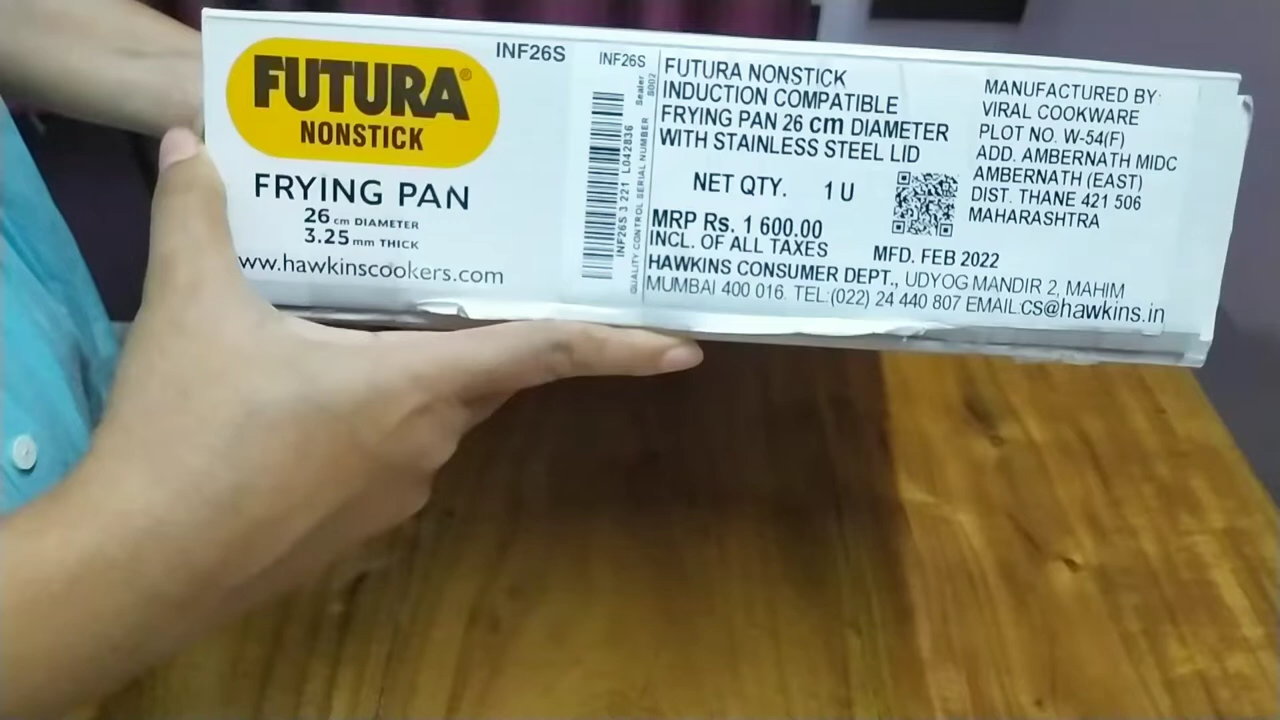 FUTURA®
NONSTICK
FRYING PAN
26 cm DIAMETER
3.25 mm THICK
www.hawkinscookers.com
INF26S
INF26S
INF26S 3 221 L042836
QUALITY CONTROL SERIAL NUMBER
Sealer
S002
FUTURA NONSTICK
INDUCTION COMPATIBLE
FRYING PAN 26 cm DIAMETER
WITH STAINLESS STEEL LID
NET QTY. 1 U
MRP Rs. 1 600.00
INCL. OF ALL TAXES
MFD. FEB 2022
HAWKINS CONSUMER DEPT., UDYOG MANDIR 2, MAHIM
MUMBAI 400 016. TEL:(022) 24 440 807 EMAIL:CS@hawkins.in
MANUFACTURED BY:
VIRAL COOKWARE
PLOT NO. W-54(F)
ADD. AMBERNATH MIDC
AMBERNATH (EAST)
DIST. THANE 421 506
MAHARASHTRA